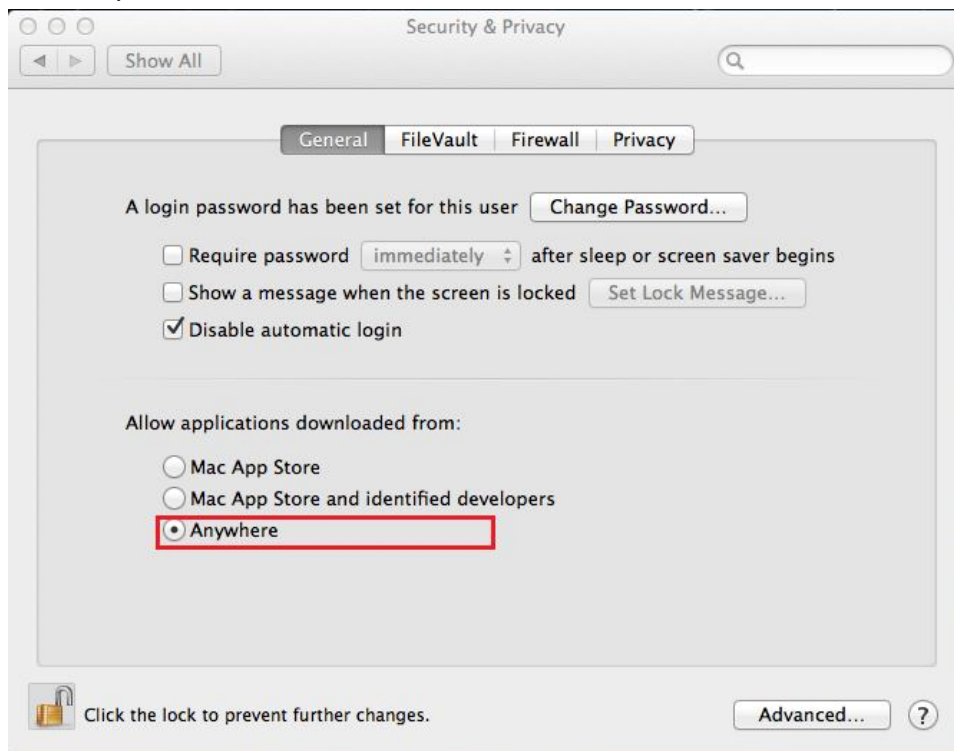 Security & Privacy
Show All
General FileVault Firewall Privacy
A login password has been set for this user Change Password...
Require password immediately after sleep or screen saver begins
Show a message when the screen is locked Set Lock Message...
Disable automatic login
Allow applications downloaded from:
Mac App Store
Mac App Store and identified developers
Anywhere
Click the lock to prevent further changes. Advanced... ?